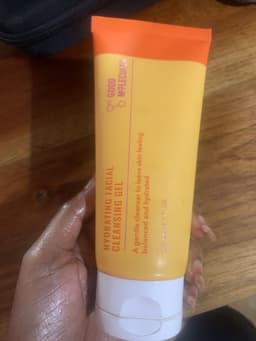 GOOD
MOLECULES
HYDRATING FACIAL
CLEANSING GEL
A gentle cleanser to leave skin feeling
balanced and hydrated